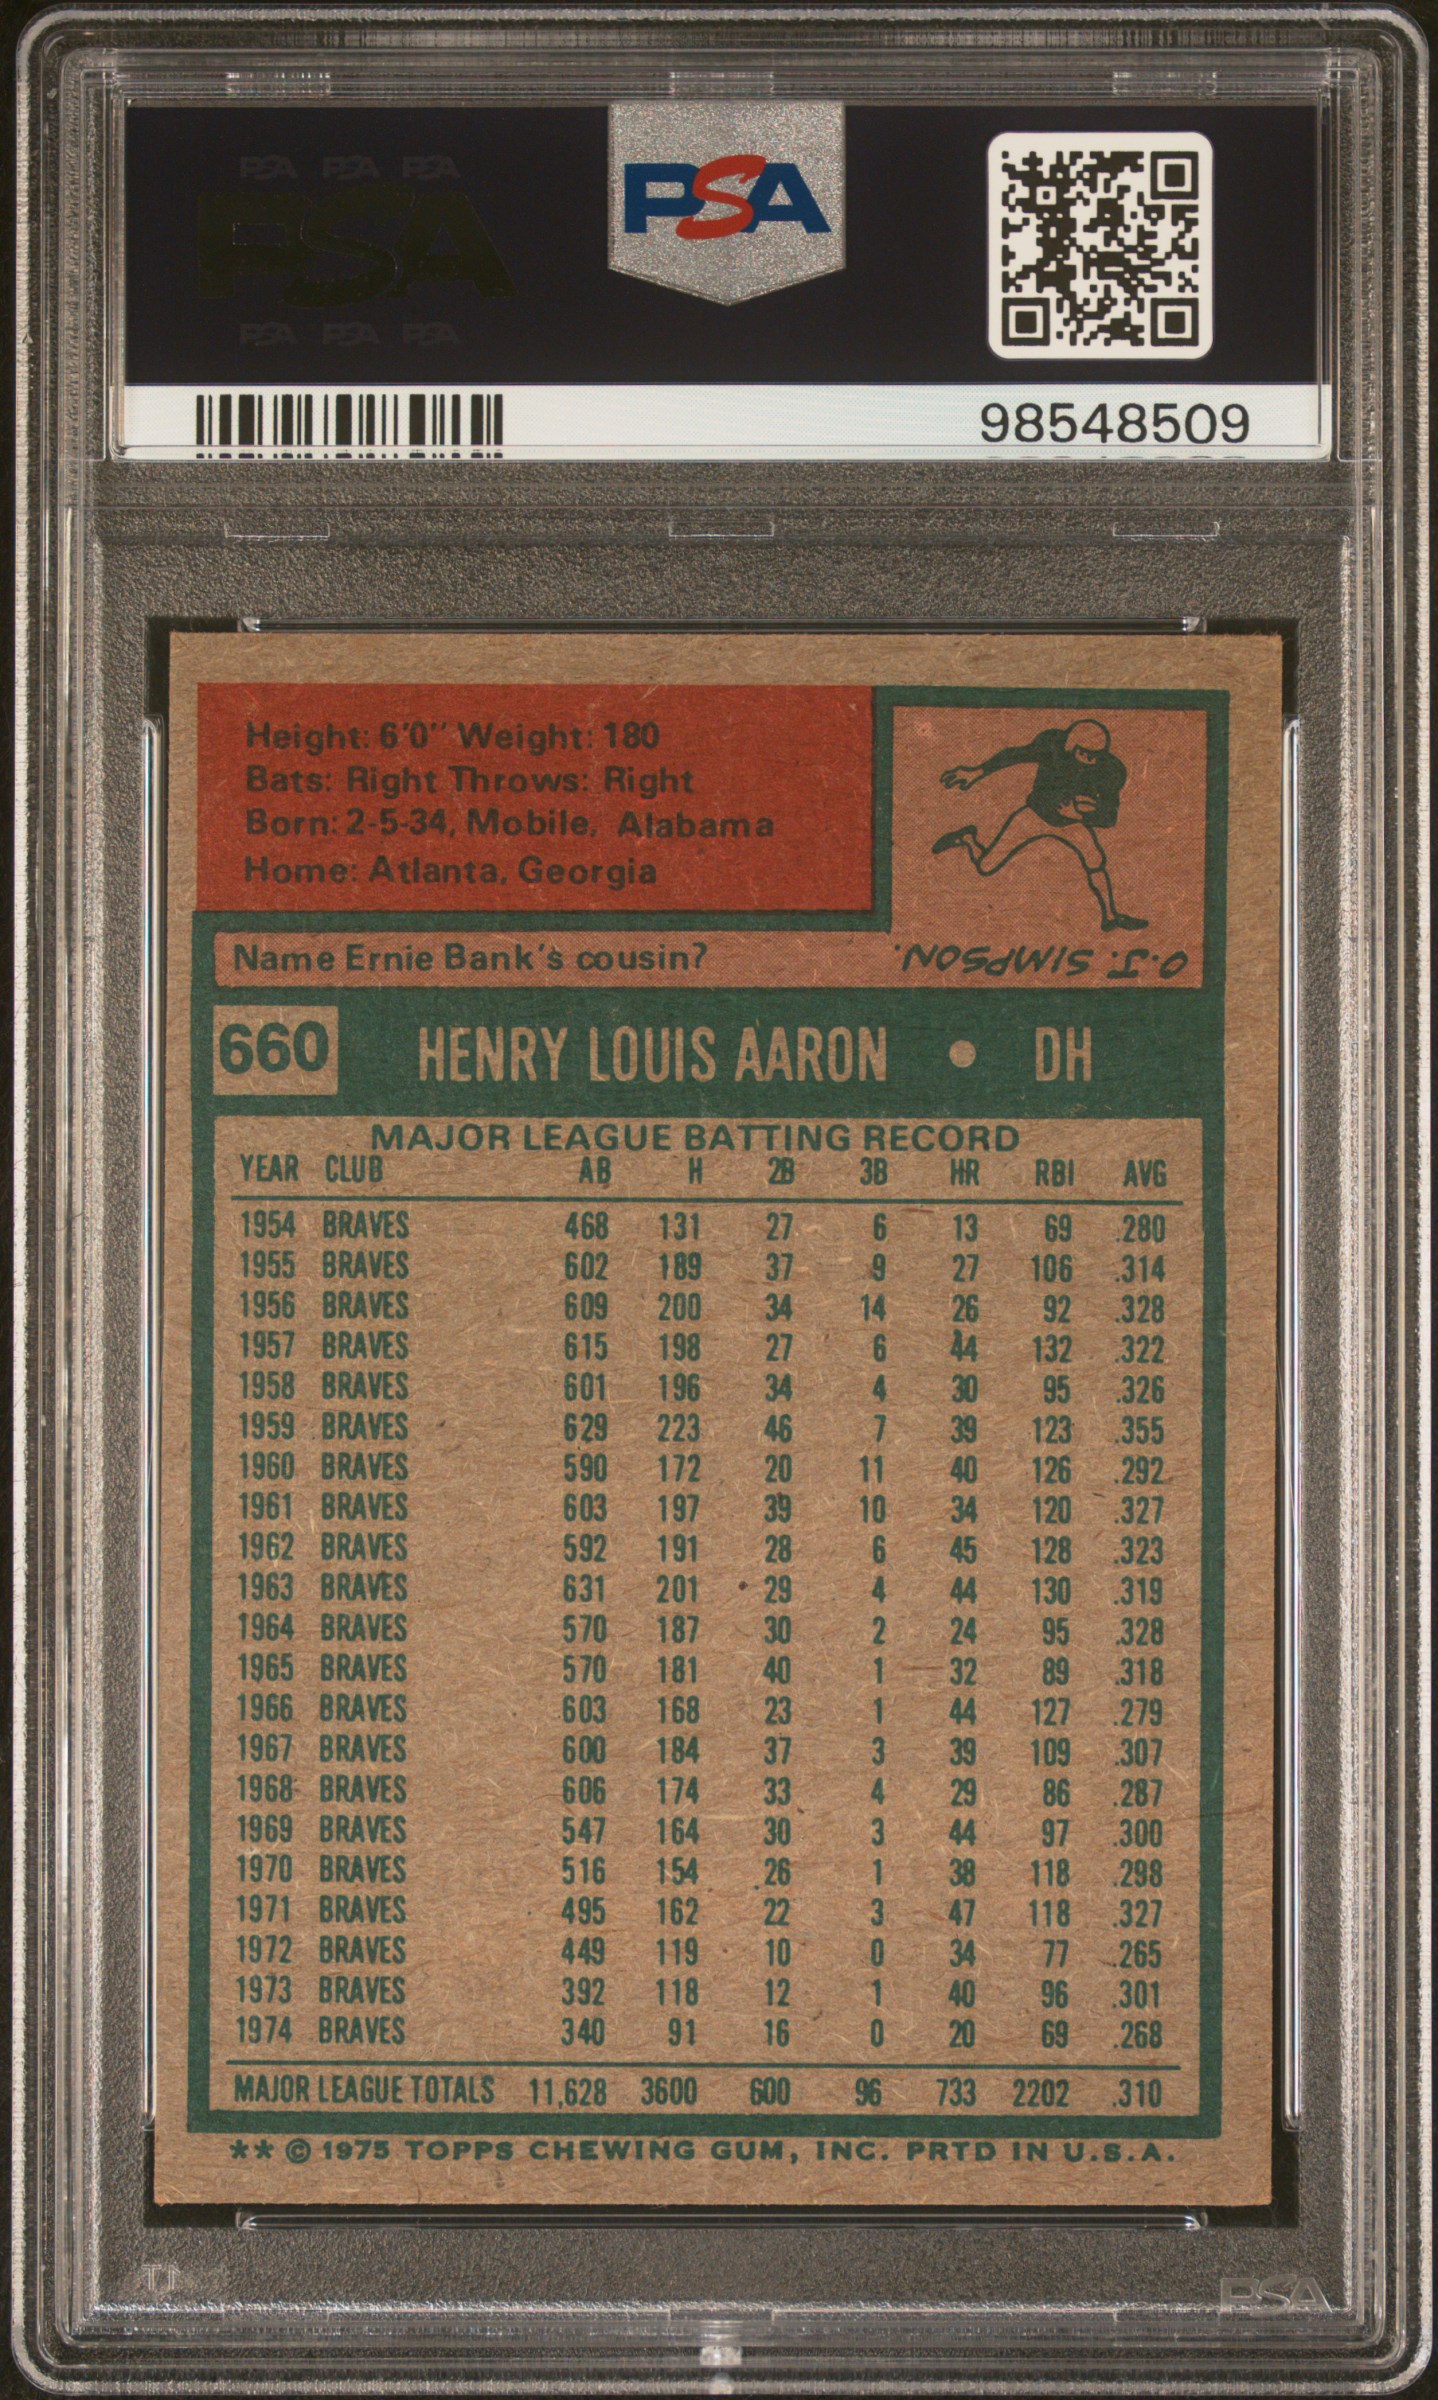 PSA PSA PSA
PSA
PSA PSA PSA
PSA
98548509
Height: 6'0" Weight: 180
Bats: Right Throws: Right
Born: 2-5-34, Mobile, Alabama
Home: Atlanta, Georgia
Name Ernie Bank's cousin?
O.J. SIMPSON.
660 HENRY LOUIS AARON • DH
MAJOR LEAGUE BATTING RECORD
YEAR CLUB AB H 2B 3B HR RBI AVG
1954 BRAVES 468 131 27 6 13 69 .280
1955 BRAVES 602 189 37 9 27 106 .314
1956 BRAVES 609 200 34 14 26 92 .328
1957 BRAVES 615 198 27 6 44 132 .322
1958 BRAVES 601 196 34 4 30 95 .326
1959 BRAVES 629 223 46 7 39 123 .355
1960 BRAVES 590 172 20 11 40 126 .292
1961 BRAVES 603 197 39 10 34 120 .327
1962 BRAVES 592 191 28 6 45 128 .323
1963 BRAVES 631 201 29 4 44 130 .319
1964 BRAVES 570 187 30 2 24 95 .328
1965 BRAVES 570 181 40 1 32 89 .318
1966 BRAVES 603 168 23 1 44 127 .279
1967 BRAVES 600 184 37 3 39 109 .307
1968 BRAVES 606 174 33 4 29 86 .287
1969 BRAVES 547 164 30 3 44 97 .300
1970 BRAVES 516 154 26 1 38 118 .298
1971 BRAVES 495 162 22 3 47 118 .327
1972 BRAVES 449 119 10 0 34 77 .265
1973 BRAVES 392 118 12 1 40 96 .301
1974 BRAVES 340 91 16 0 20 69 .268
MAJOR LEAGUE TOTALS 11,628 3600 600 96 733 2202 .310
** © 1975 TOPPS CHEWING GUM, INC. PRTD IN U.S.A.
PSA